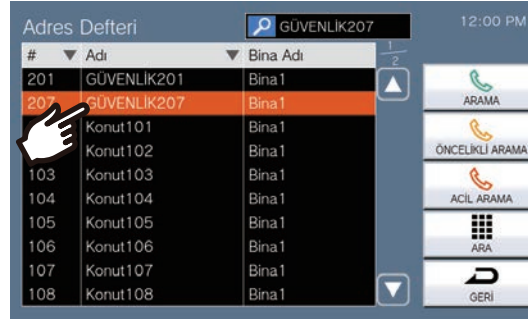 Adres Defteri GÜVENLİK207 12:00 PM
# Adı Bina Adı 1/2
201 GÜVENLİK201 Bina1
207 GÜVENLİK207 Bina1
Konut101 Bina1
Konut102 Bina1
103 Konut103 Bina1
104 Konut104 Bina1
105 Konut105 Bina1
106 Konut106 Bina1
107 Konut107 Bina1
108 Konut108 Bina1
ARAMA
ÖNCELİKLİ ARAMA
ACİL ARAMA
ARA
GERİ